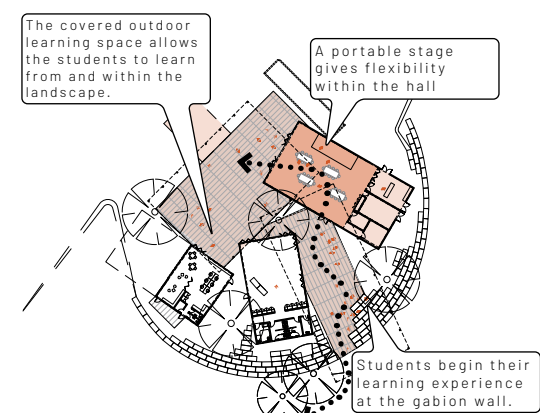 The covered outdoor
learning space allows
the students to learn
from and within the
landscape.
A portable stage
gives flexibility
within the hall
Students begin their
learning experience
at the gabion wall.